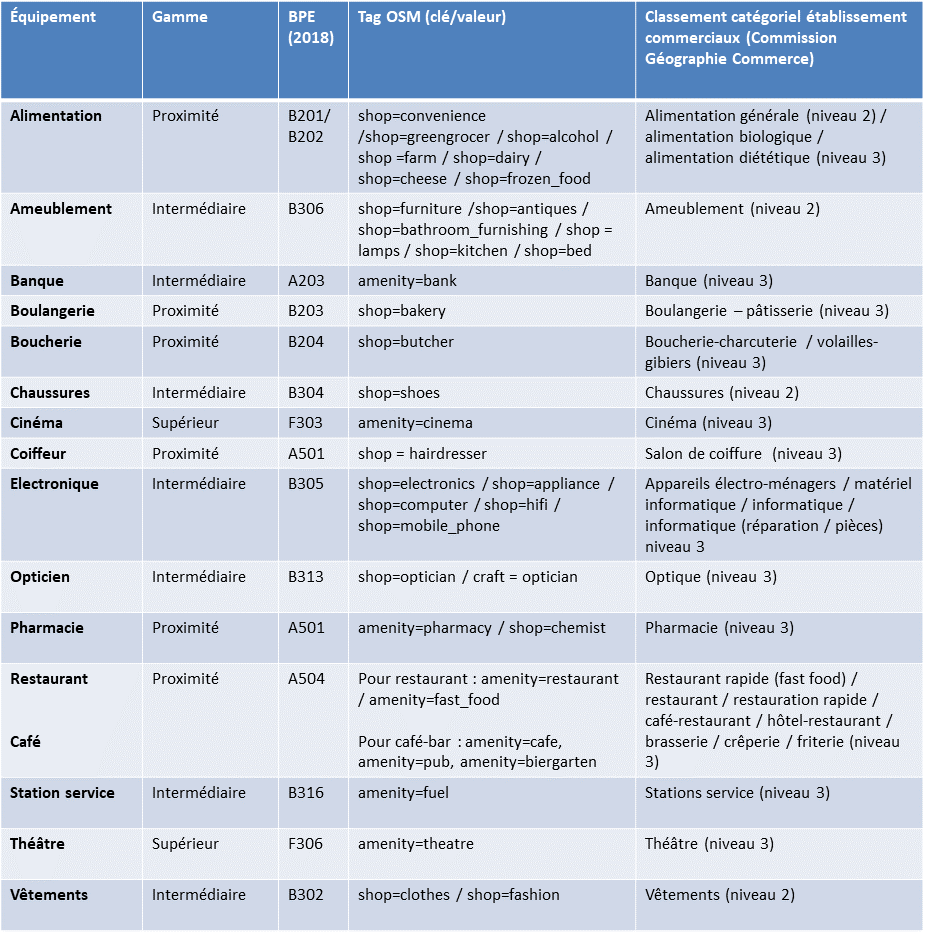 Équipement
Gamme
BPE
(2018)
Tag OSM (clé/valeur)
Classement catégoriel établissement
commerciaux (Commission
Géographie Commerce)
Alimentation
Proximité
B201/
B202
shop=convenience
/shop=greengrocer / shop=alcohol /
shop =farm / shop=dairy /
shop=cheese / shop=frozen_food
Alimentation générale (niveau 2) /
alimentation biologique /
alimentation diététique (niveau 3)
Ameublement
Intermédiaire
B306
shop=furniture /shop=antiques /
shop=bathroom_furnishing / shop =
lamps / shop=kitchen / shop=bed
Ameublement (niveau 2)
Banque
Intermédiaire
A203
amenity=bank
Banque (niveau 3)
Boulangerie
Proximité
B203
shop=bakery
Boulangerie – pâtisserie (niveau 3)
Boucherie
Proximité
B204
shop=butcher
Boucherie-charcuterie / volailles-
gibiers (niveau 3)
Chaussures
Intermédiaire
B304
shop=shoes
Chaussures (niveau 2)
Cinéma
Supérieur
F303
amenity=cinema
Cinéma (niveau 3)
Coiffeur
Proximité
A501
shop = hairdresser
Salon de coiffure (niveau 3)
Electronique
Intermédiaire
B305
shop=electronics / shop=appliance /
shop=computer / shop=hifi /
shop=mobile_phone
Appareils électro-ménagers / matériel
informatique / informatique /
informatique (réparation / pièces)
niveau 3
Opticien
Intermédiaire
B313
shop=optician / craft = optician
Optique (niveau 3)
Pharmacie
Proximité
A501
amenity=pharmacy / shop=chemist
Pharmacie (niveau 3)
Restaurant
Café
Proximité
A504
Pour restaurant : amenity=restaurant
/ amenity=fast_food
Pour café-bar : amenity=cafe,
amenity=pub, amenity=biergarten
Restaurant rapide (fast food) /
restaurant / restauration rapide /
café-restaurant / hôtel-restaurant /
brasserie / crêperie / friterie (niveau
3)
Station service
Intermédiaire
B316
amenity=fuel
Stations service (niveau 3)
Théâtre
Supérieur
F306
amenity=theatre
Théâtre (niveau 3)
Vêtements
Intermédiaire
B302
shop=clothes / shop=fashion
Vêtements (niveau 2)